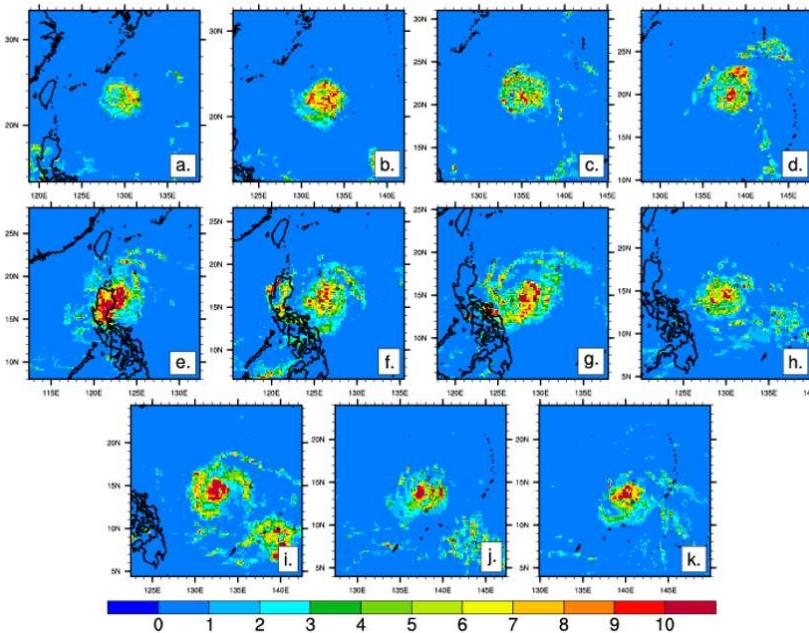 30N 30N 30N 30N
25N
20N 20N 20N 20N
15N
10N
a. b. c. d.
120E 125E 130E 135E 125E 130E 135E 140E 130E 135E 140E 145E 135E 140E 145E
25N 25N 25N 25N
20N 20N 20N 20N
15N 15N 15N 15N
10N 10N 10N 10N
5N
e. f. g. h.
115E 120E 125E 130E 120E 125E 130E 135E 120E 125E 130E 135E 125E 130E 135E
20N 20N 20N
15N 15N 15N
10N 10N 10N
5N 5N 5N
i. j. k.
125E 130E 135E 140E 130E 135E 140E 145E 130E 135E 140E 145E
0 1 2 3 4 5 6 7 8 9 10